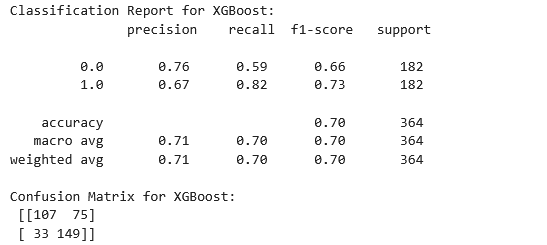 Classification Report for XGBoost:
precision recall f1-score support
0.0 0.76 0.59 0.66 182
1.0 0.67 0.82 0.73 182
accuracy 0.70 364
macro avg 0.71 0.70 0.70 364
weighted avg 0.71 0.70 0.70 364
Confusion Matrix for XGBoost:
[[107 75]
[ 33 149]]